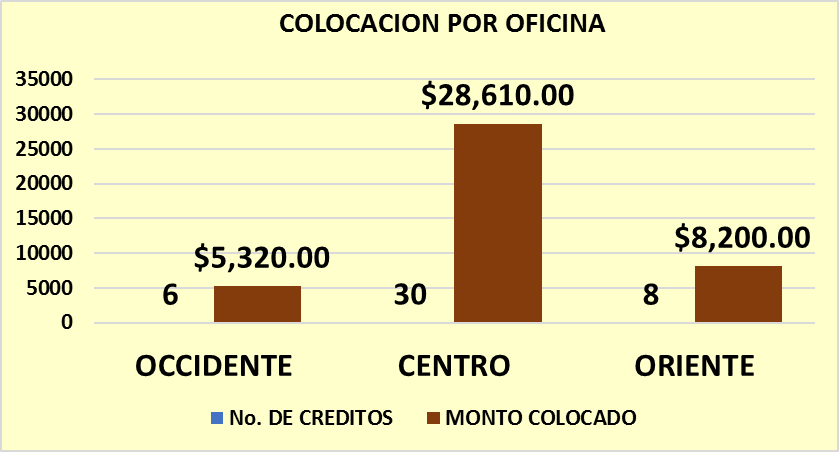 COLOCACION POR OFICINA
35000
30000
25000
20000
15000
10000
5000
0
$28,610.00
$5,320.00
$8,200.00
6
30
8
OCCIDENTE
CENTRO
ORIENTE
No. DE CREDITOS
MONTO COLOCADO